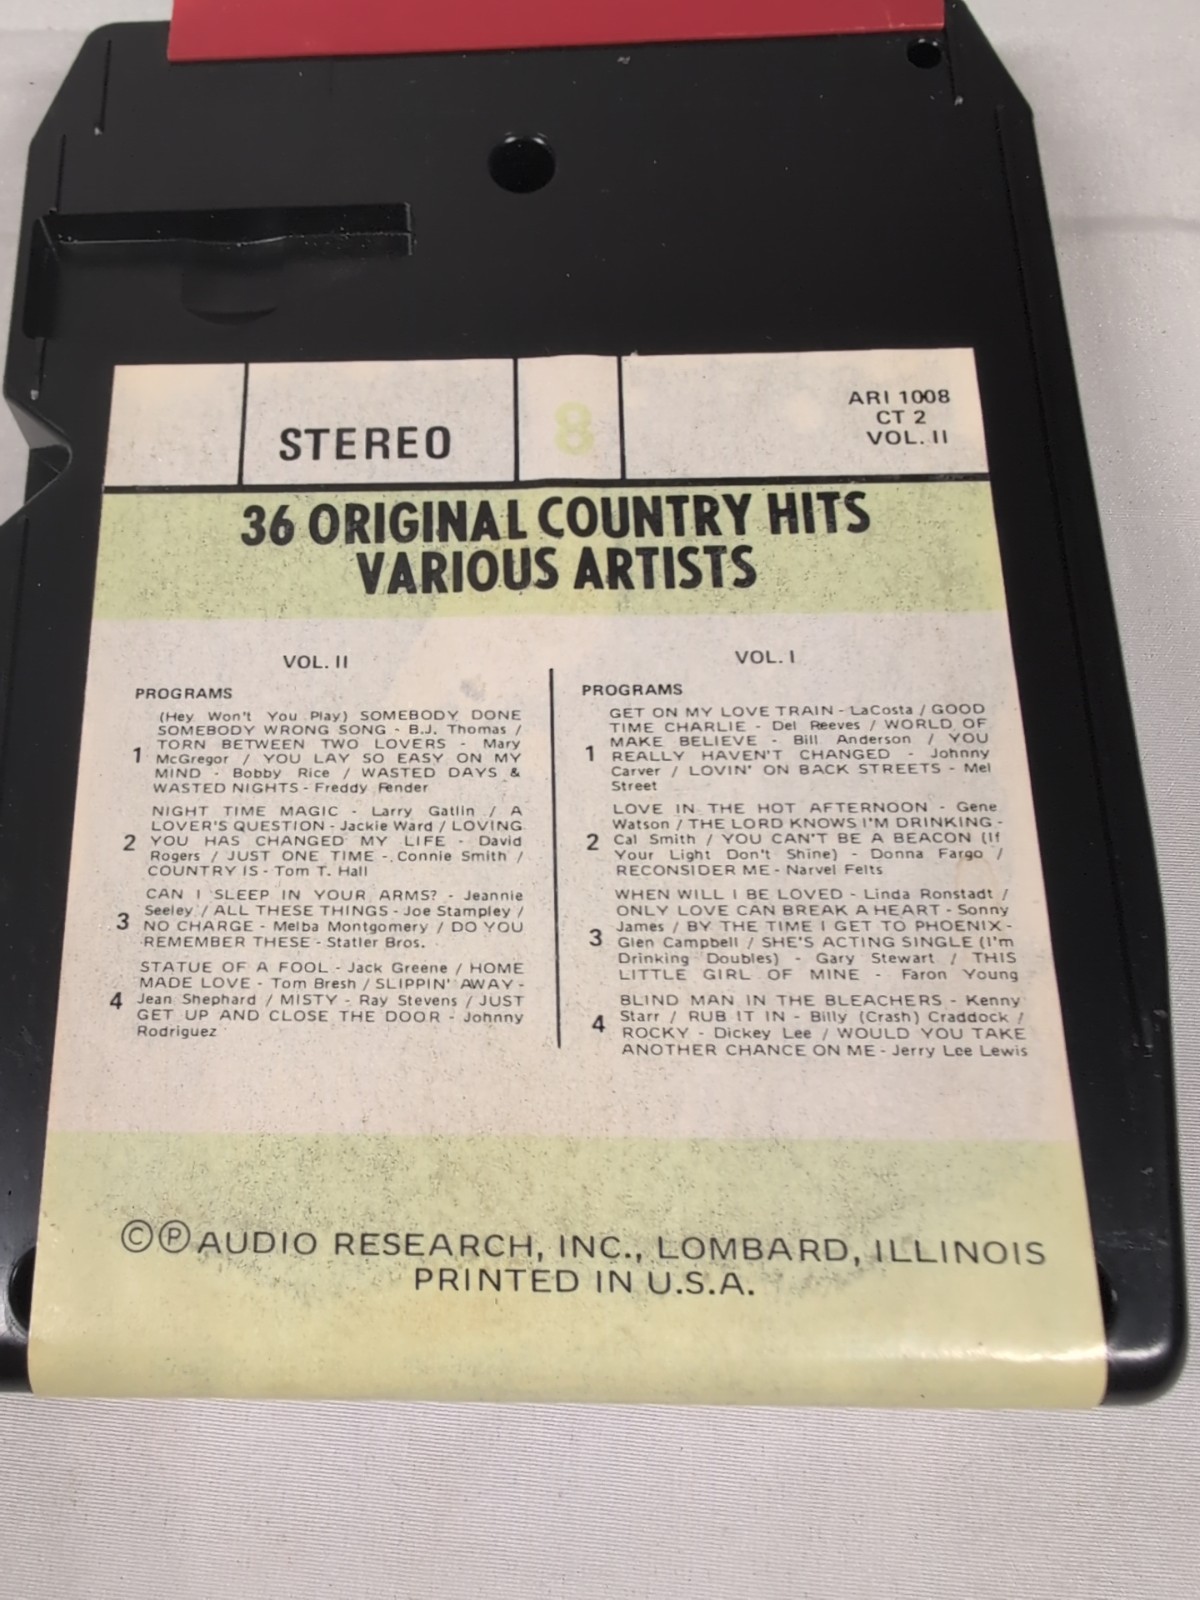 STEREO
8
ARI 1008
CT 2
VOL. II
36 ORIGINAL COUNTRY HITS
VARIOUS ARTISTS
VOL. II
PROGRAMS
(Hey Won't You Play) SOMEBODY DONE
SOMEBODY WRONG SONG - B.J. Thomas /
1 TORN BETWEEN TWO LOVERS - Mary
McGregor / YOU LAY SO EASY ON MY
MIND - Bobby Rice / WASTED DAYS &
WASTED NIGHTS - Freddy Fender
NIGHT TIME MAGIC - Larry Gatlin / A
LOVER'S QUESTION - Jackie Ward / LOVING
2 YOU HAS CHANGED MY LIFE - David
Rogers / JUST ONE TIME - Connie Smith /
COUNTRY IS - Tom T. Hall
CAN I SLEEP IN YOUR ARMS? - Jeannie
3 Seeley / ALL THESE THINGS - Joe Stampley /
NO CHARGE - Melba Montgomery / DO YOU
REMEMBER THESE - Statler Bros.
STATUE OF A FOOL - Jack Greene / HOME
MADE LOVE - Tom Bresh / SLIPPIN' AWAY -
4 Jean Shephard / MISTY - Ray Stevens / JUST
GET UP AND CLOSE THE DOOR - Johnny
Rodriguez
VOL. I
PROGRAMS
GET ON MY LOVE TRAIN - LaCosta / GOOD
TIME CHARLIE - Del Reeves / WORLD OF
MAKE BELIEVE - Bill Anderson / YOU
1 REALLY HAVEN'T CHANGED - Johnny
Carver / LOVIN' ON BACK STREETS - Mel
Street
LOVE IN THE HOT AFTERNOON - Gene
Watson / THE LORD KNOWS I'M DRINKING -
2 Cal Smith / YOU CAN'T BE A BEACON (If
Your Light Don't Shine) - Donna Fargo /
RECONSIDER ME - Narvel Felts
WHEN WILL I BE LOVED - Linda Ronstadt /
ONLY LOVE CAN BREAK A HEART - Sonny
James / BY THE TIME I GET TO PHOENIX -
3 Glen Campbell / SHE'S ACTING SINGLE (I'm
Drinking Doubles) - Gary Stewart / THIS
LITTLE GIRL OF MINE - Faron Young
BLIND MAN IN THE BLEACHERS - Kenny
4 Starr / RUB IT IN - Billy (Crash) Craddock /
ROCKY - Dickey Lee / WOULD YOU TAKE
ANOTHER CHANCE ON ME - Jerry Lee Lewis
©℗ AUDIO RESEARCH, INC., LOMBARD, ILLINOIS
PRINTED IN U.S.A.